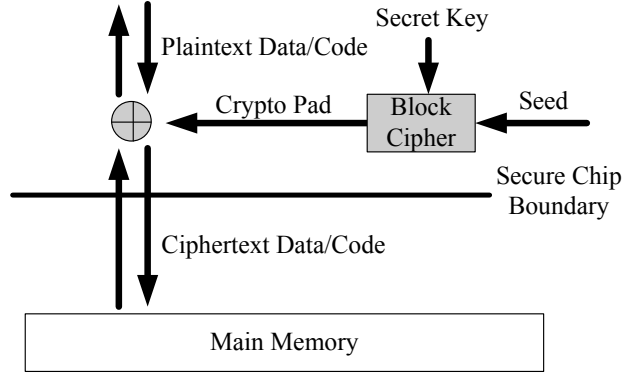 Secret Key
Plaintext Data/Code
Crypto Pad
Block
Cipher
Seed
Secure Chip
Boundary
Ciphertext Data/Code
Main Memory